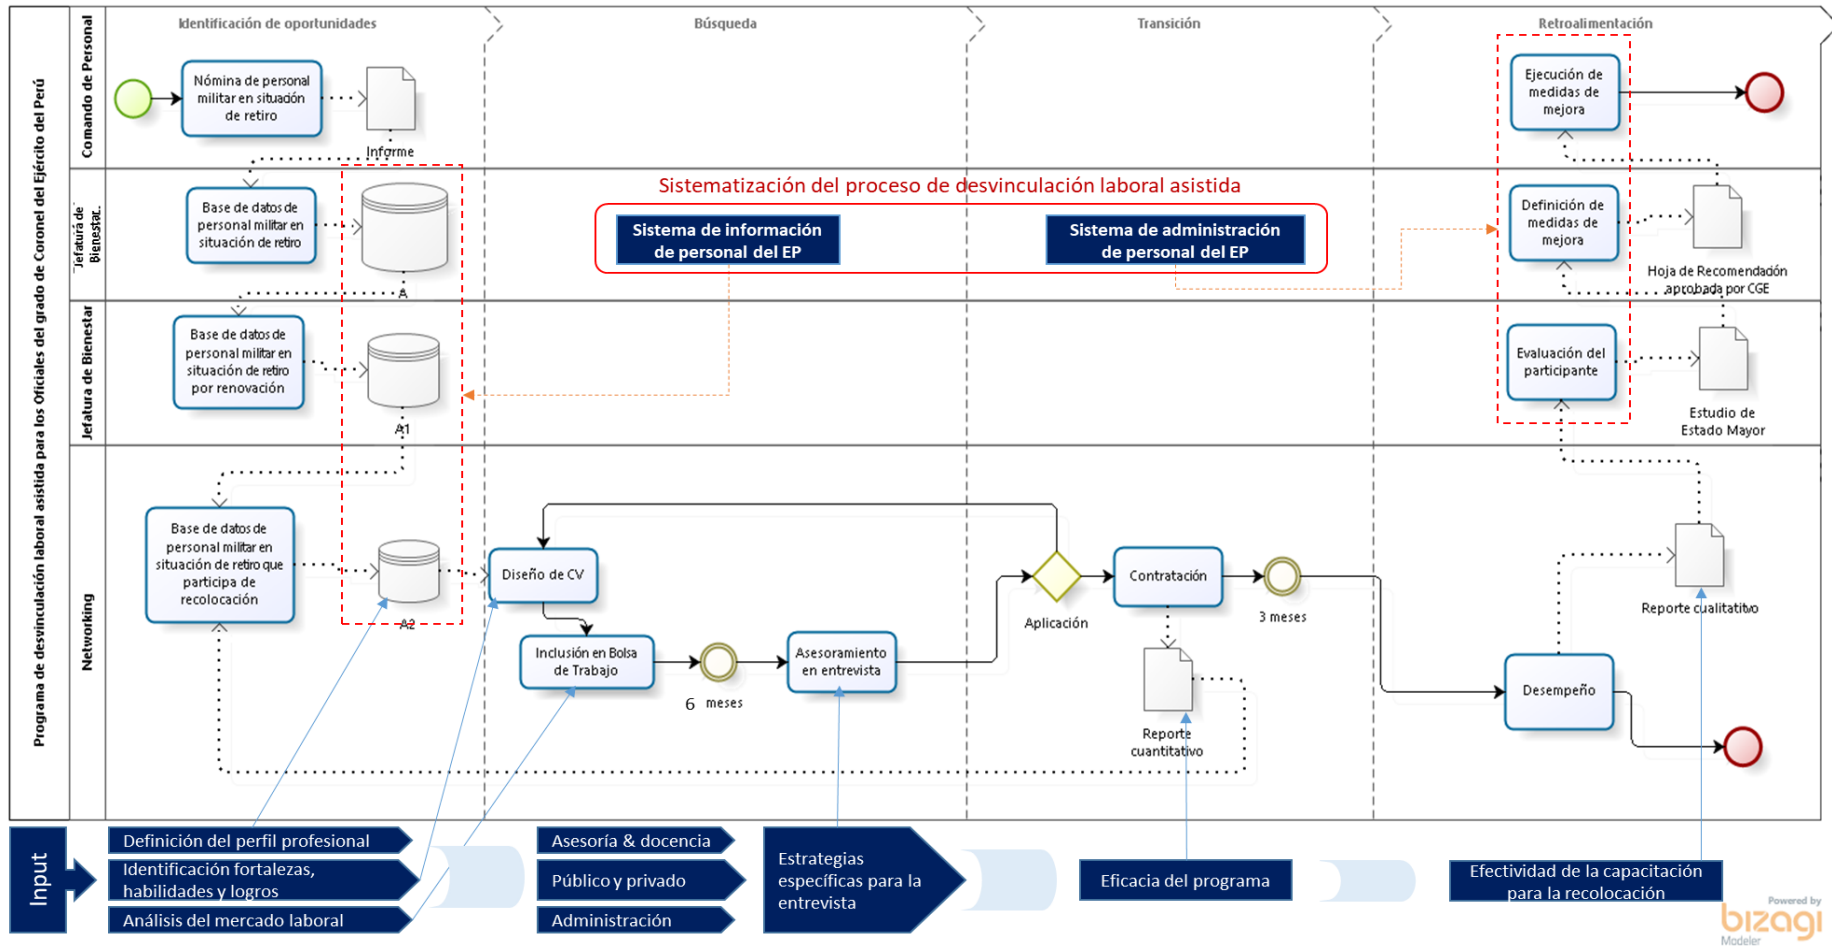 Identificación de oportunidades
Búsqueda
Transición
Retroalimentación
Programa de desvinculación laboral asistida para los Oficiales del grado de Coronel del Ejército del Perú
Comando de Personal
Nómina de personal
militar en situación
de retiro
Informe
Ejecución de
medidas de
mejora
Jefatura de
Bienestar.
Base de datos de
personal militar en
situación de retiro
A
Sistematización del proceso de desvinculación laboral asistida
Sistema de información
de personal del EP
Sistema de administración
de personal del EP
Definición de
medidas de
mejora
Hoja de Recomendación
aprobada por CGE
Jefatura de Bienestar
Base de datos de
personal militar en
situación de retiro
por renovación
A1
Evaluación del
participante
Estudio de
Estado Mayor
Networking
Base de datos de
personal militar en
situación de retiro que
participa de
recolocación
A2
Diseño de CV
Inclusión en Bolsa
de Trabajo
6 meses
Asesoramiento
en entrevista
Aplicación
Contratación
3 meses
Reporte
cuantitativo
Desempeño
Reporte cualitativo
Input
Definición del perfil profesional
Identificación fortalezas,
habilidades y logros
Análisis del mercado laboral
Asesoría & docencia
Público y privado
Administración
Estrategias
específicas para la
entrevista
Eficacia del programa
Efectividad de la capacitación
para la recolocación
Powered by
bizagi
Modeler